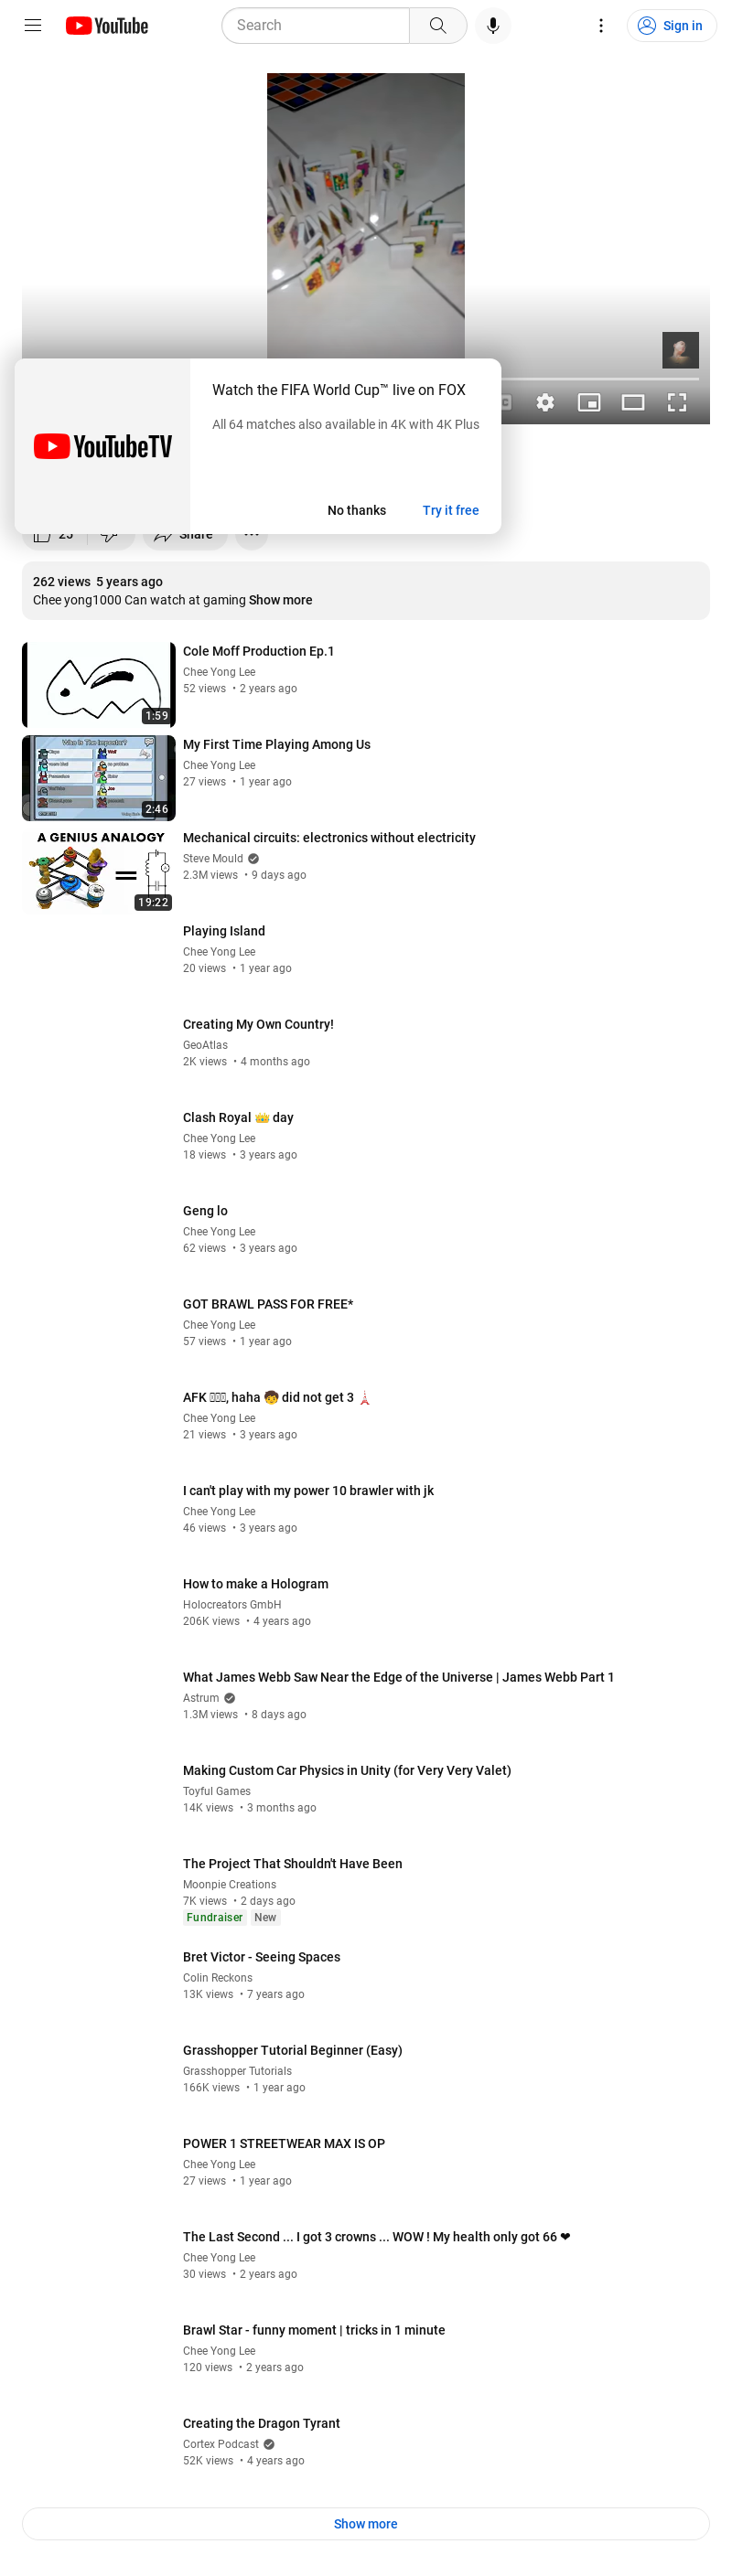 YouTube
Search
Sign in
Watch the FIFA World Cup™ live on FOX
All 64 matches also available in 4K with 4K Plus
YouTubeTV
No thanks
Try it free
25
Share
262 views 5 years ago
Chee yong1000 Can watch at gaming Show more
Cole Moff Production Ep.1
Chee Yong Lee
52 views • 2 years ago
1:59
My First Time Playing Among Us
Chee Yong Lee
27 views • 1 year ago
Who Is The Impostor?
2:46
Mechanical circuits: electronics without electricity
Steve Mould
2.3M views • 9 days ago
A GENIUS ANALOGY
=
19:22
Playing Island
Chee Yong Lee
20 views • 1 year ago
Creating My Own Country!
GeoAtlas
2K views • 4 months ago
Clash Royal 👑 day
Chee Yong Lee
18 views • 3 years ago
Geng lo
Chee Yong Lee
62 views • 3 years ago
GOT BRAWL PASS FOR FREE*
Chee Yong Lee
57 views • 1 year ago
AFK , haha 🧒 did not get 3 🗼
Chee Yong Lee
21 views • 3 years ago
I can't play with my power 10 brawler with jk
Chee Yong Lee
46 views • 3 years ago
How to make a Hologram
Holocreators GmbH
206K views • 4 years ago
What James Webb Saw Near the Edge of the Universe | James Webb Part 1
Astrum
1.3M views • 8 days ago
Making Custom Car Physics in Unity (for Very Very Valet)
Toyful Games
14K views • 3 months ago
The Project That Shouldn't Have Been
Moonpie Creations
7K views • 2 days ago
Fundraiser New
Bret Victor - Seeing Spaces
Colin Reckons
13K views • 7 years ago
Grasshopper Tutorial Beginner (Easy)
Grasshopper Tutorials
166K views • 1 year ago
POWER 1 STREETWEAR MAX IS OP
Chee Yong Lee
27 views • 1 year ago
The Last Second ... I got 3 crowns ... WOW ! My health only got 66 ❤
Chee Yong Lee
30 views • 2 years ago
Brawl Star - funny moment | tricks in 1 minute
Chee Yong Lee
120 views • 2 years ago
Creating the Dragon Tyrant
Cortex Podcast
52K views • 4 years ago
Show more